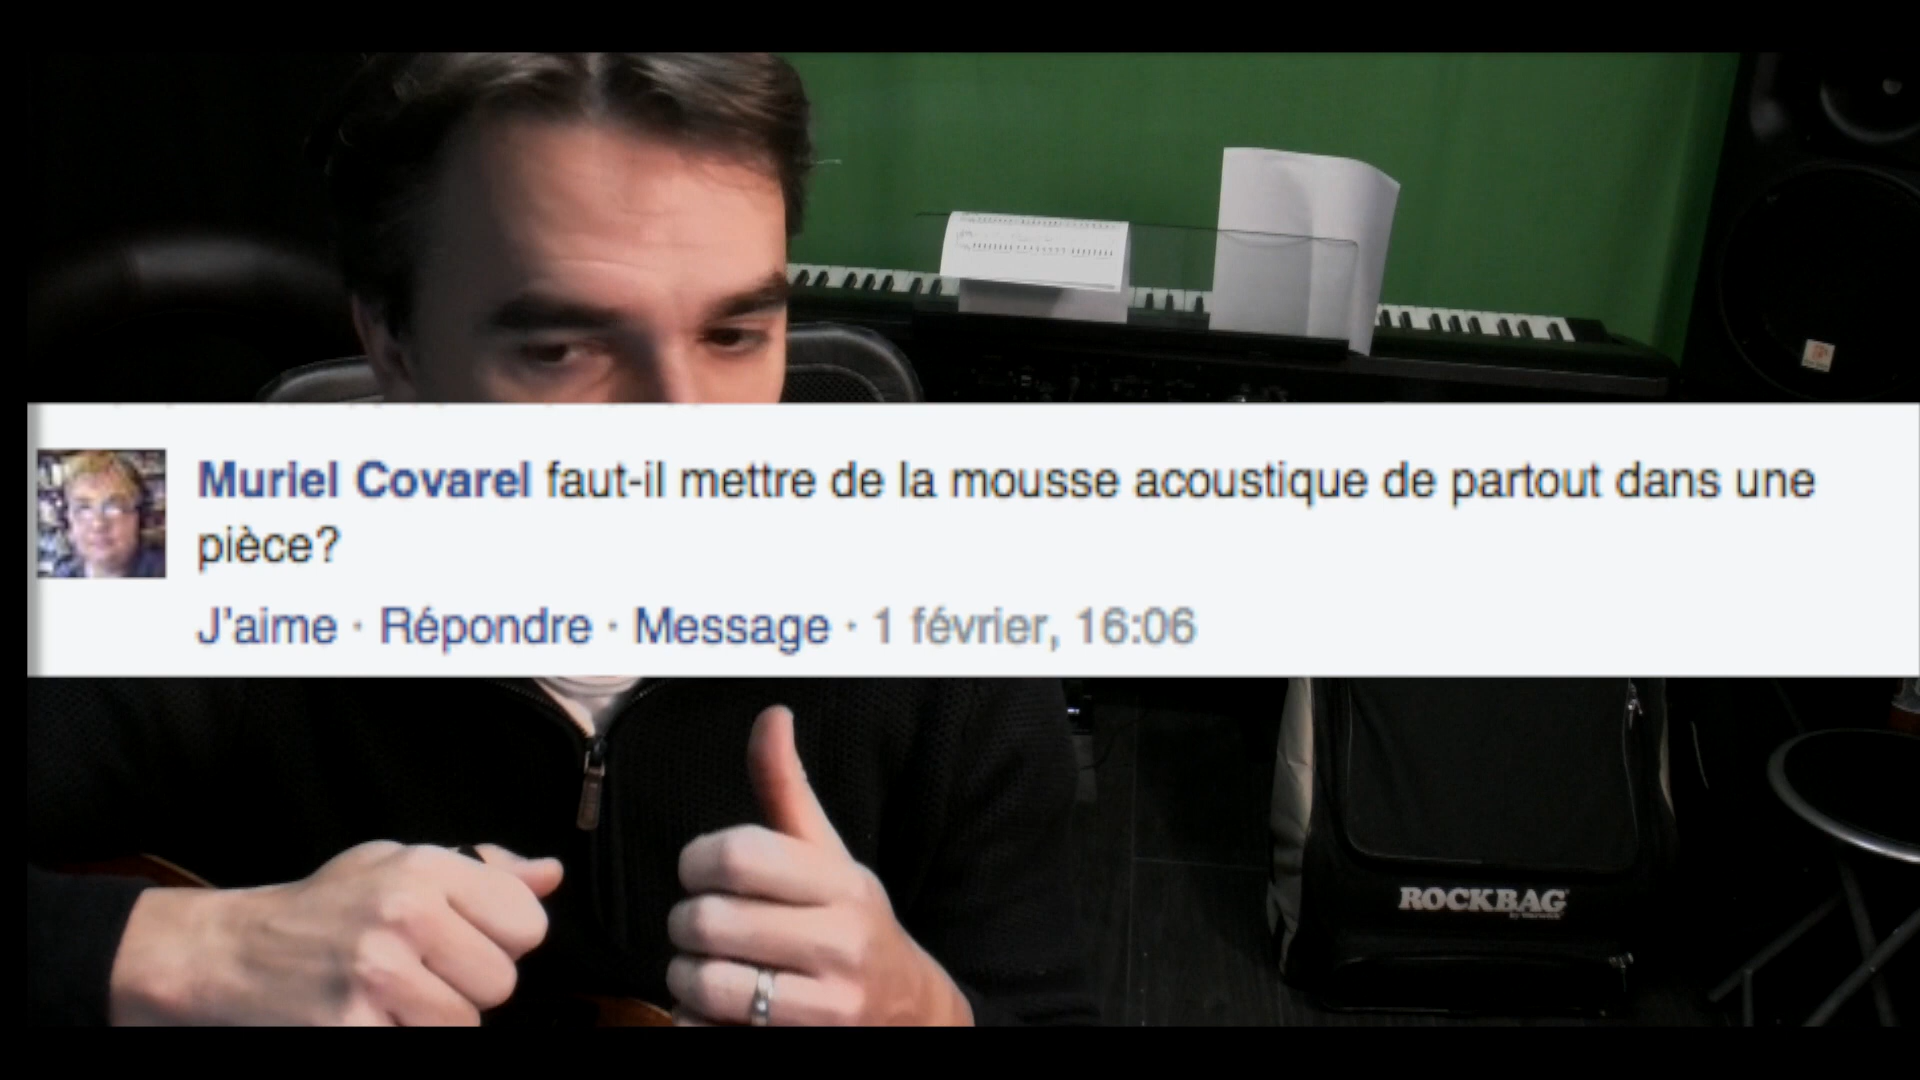 Muriel Covarel faut-il mettre de la mousse acoustique de partout dans une
pièce?
J'aime · Répondre · Message · 1 février, 16:06
ROCKBAG